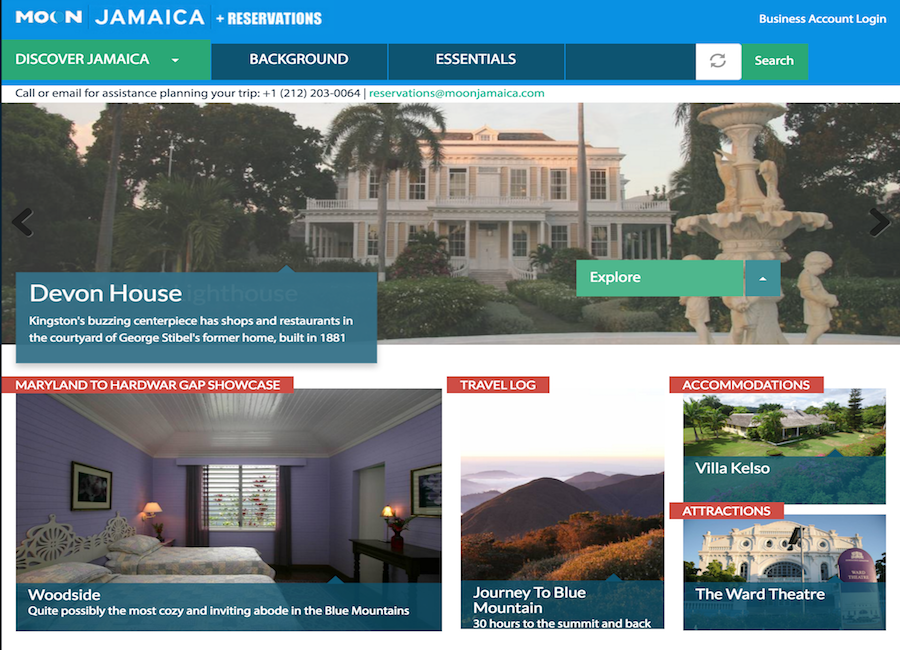 MOON JAMAICA + RESERVATIONS
Business Account Login
DISCOVER JAMAICA
BACKGROUND
ESSENTIALS
Search
Call or email for assistance planning your trip: +1 (212) 203-0064 | reservations@moonjamaica.com
Explore
Devon House
ighthouse
Kingston's buzzing centerpiece has shops and restaurants in
the courtyard of George Stibel's former home, built in 1881
MARYLAND TO HARDWAR GAP SHOWCASE
Woodside
Quite possibly the most cozy and inviting abode in the Blue Mountains
TRAVEL LOG
Journey To Blue
Mountain
30 hours to the summit and back
ACCOMMODATIONS
Villa Kelso
ATTRACTIONS
WARD
THEATRE
The Ward Theatre